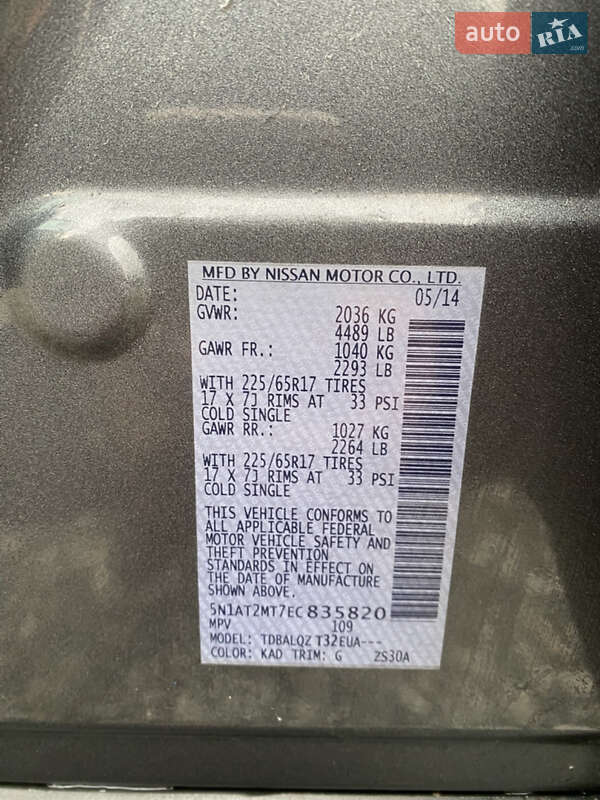 auto RIA .com
MFD BY NISSAN MOTOR CO., LTD.
DATE: 05/14
GVWR: 2036 KG
4489 LB
GAWR FR.: 1040 KG
2293 LB
WITH 225/65R17 TIRES
17 X 7J RIMS AT 33 PSI
COLD SINGLE
GAWR RR.: 1027 KG
2264 LB
WITH 225/65R17 TIRES
17 X 7J RIMS AT 33 PSI
COLD SINGLE
THIS VEHICLE CONFORMS TO
ALL APPLICABLE FEDERAL
MOTOR VEHICLE SAFETY AND
THEFT PREVENTION
STANDARDS IN EFFECT ON
THE DATE OF MANUFACTURE
SHOWN ABOVE.
5N1AT2MT7EC835820
MPV 109
MODEL: TDBALQZ T32EUA---
COLOR: KAD TRIM: G ZS30A